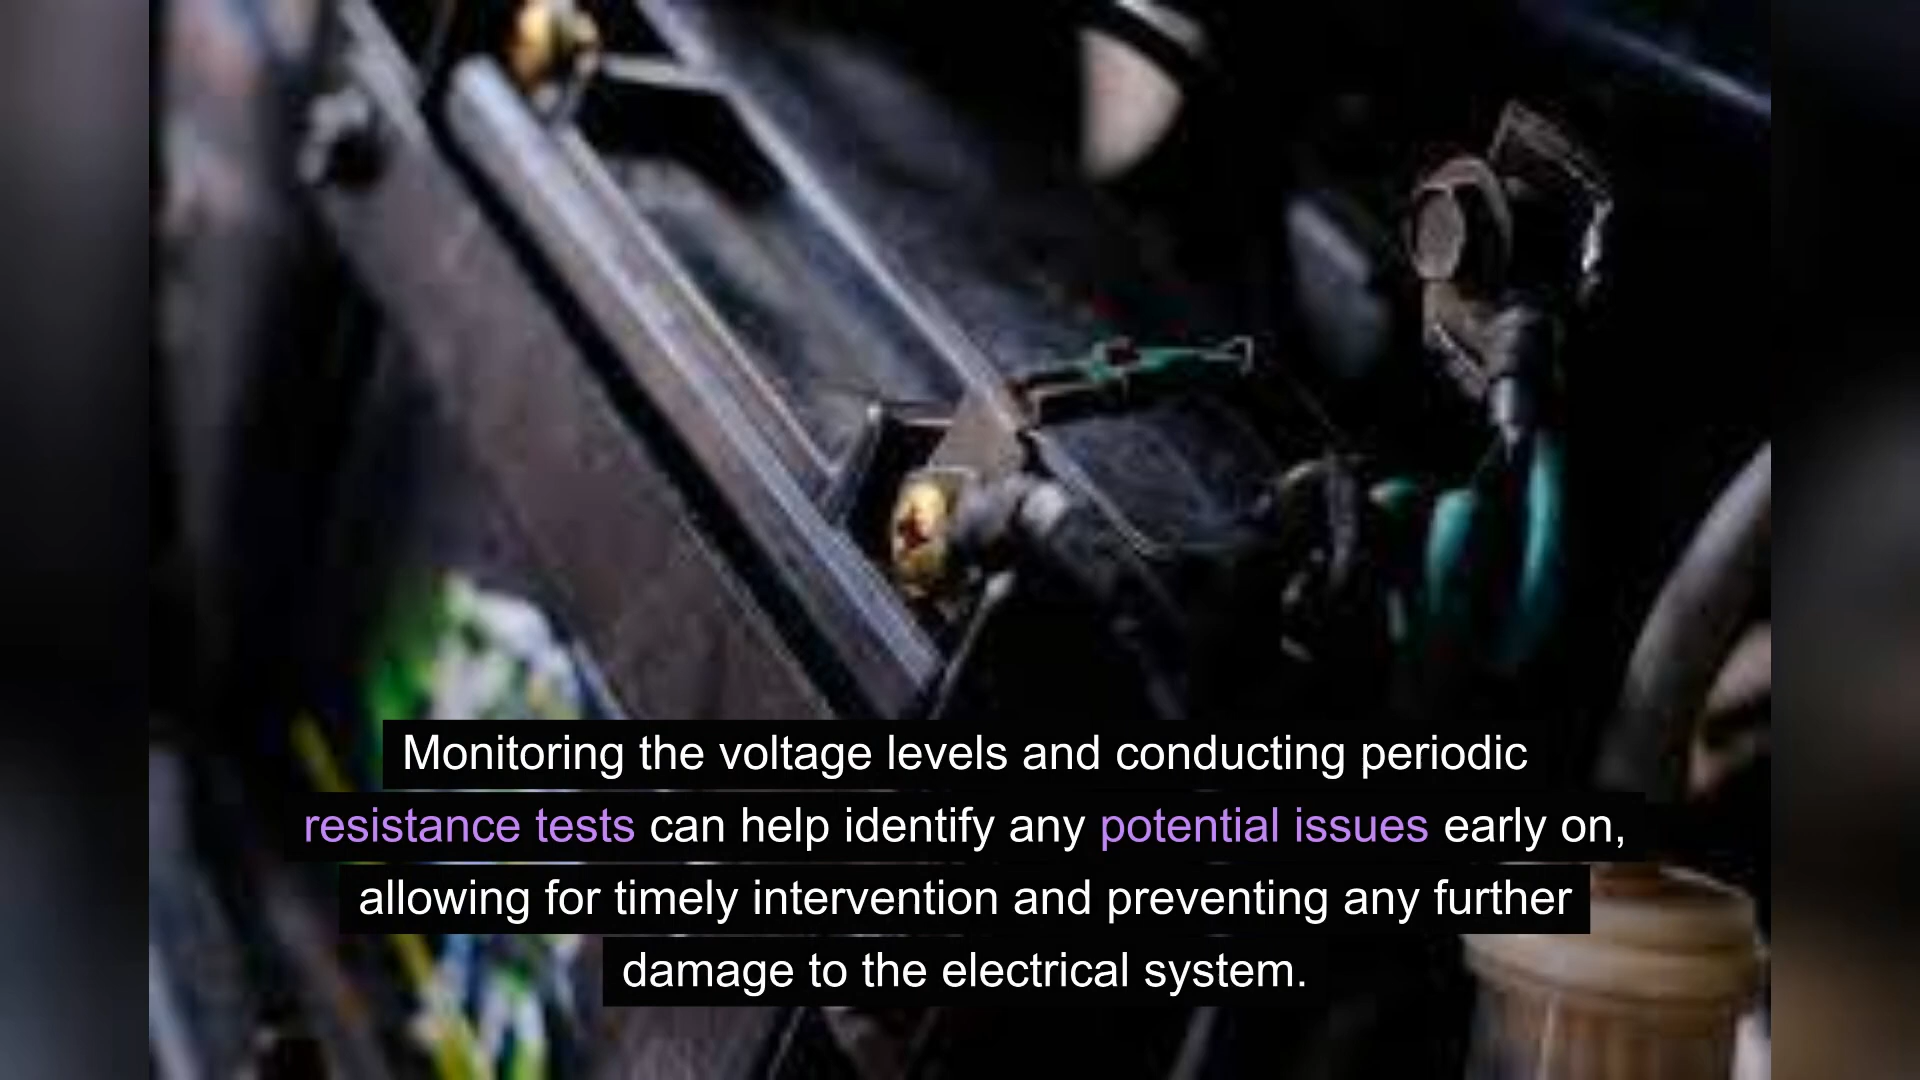 Monitoring the voltage levels and conducting periodic
resistance tests can help identify any potential issues early on,
allowing for timely intervention and preventing any further
damage to the electrical system.